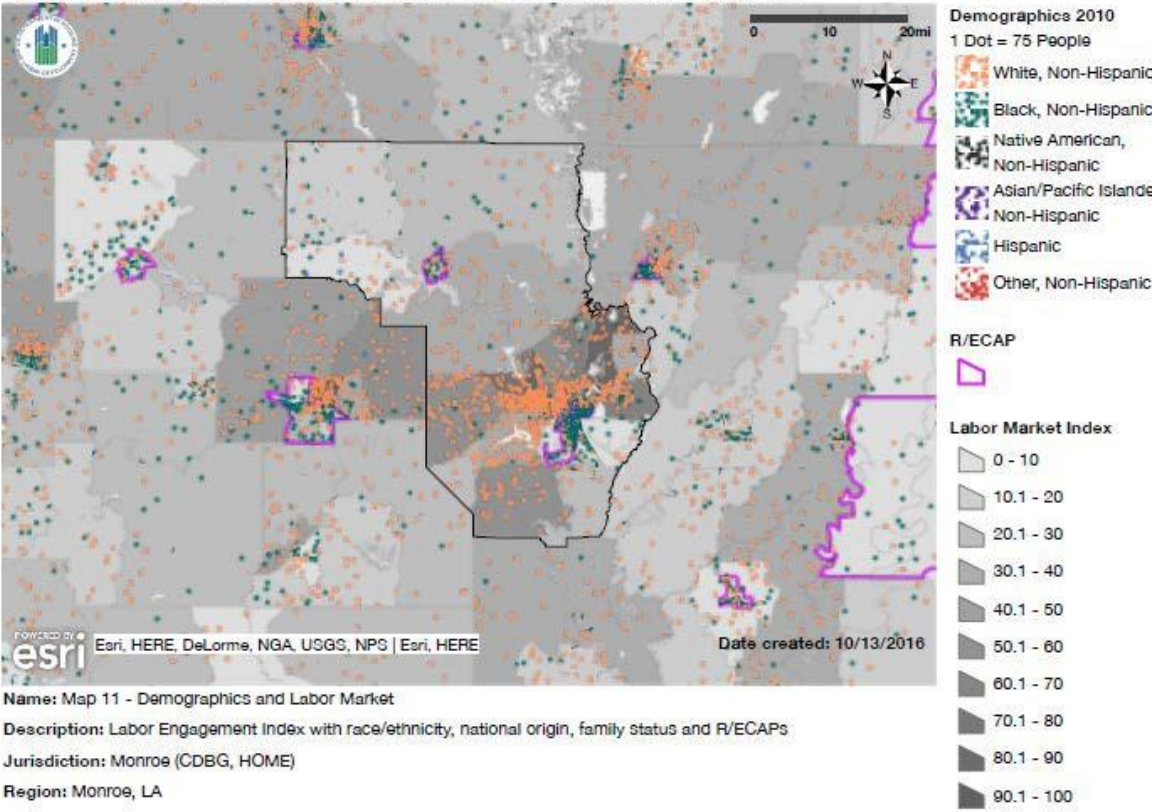 0 10 20mi
N
W E
S
POWERED BY
esri
Esri, HERE, DeLorme, NGA, USGS, NPS | Esri, HERE
Date created: 10/13/2016
Name: Map 11 - Demographics and Labor Market
Description: Labor Engagement Index with race/ethnicity, national origin, family status and R/ECAPs
Jurisdiction: Monroe (CDBG, HOME)
Region: Monroe, LA
Demographics 2010
1 Dot = 75 People
White, Non-Hispanic
Black, Non-Hispanic
Native American,
Non-Hispanic
Asian/Pacific Islande
Non-Hispanic
Hispanic
Other, Non-Hispanic
R/ECAP
Labor Market Index
0 - 10
10.1 - 20
20.1 - 30
30.1 - 40
40.1 - 50
50.1 - 60
60.1 - 70
70.1 - 80
80.1 - 90
90.1 - 100